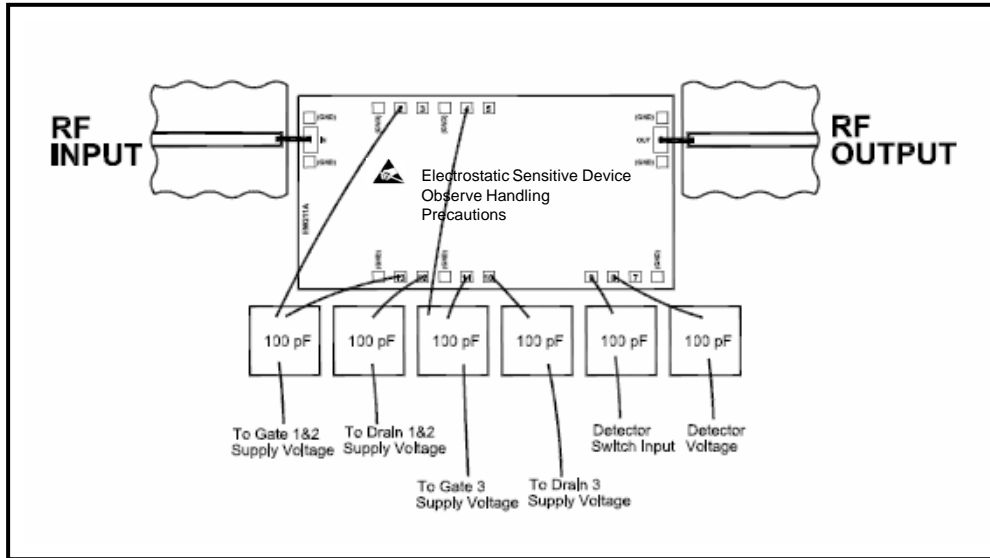 RF
INPUT
(GND)
IN
(GND)
(GND)
2
3
(GND)
4
5
(GND)
OUT
(GND)
RF
OUTPUT
Electrostatic Sensitive Device
Observe Handling
Precautions
(GND)
13
12
(GND)
11
10
9
8
7
(GND)
100 pF
100 pF
100 pF
100 pF
100 pF
100 pF
To Gate 1&2
Supply Voltage
To Drain 1&2
Supply Voltage
To Gate 3
Supply Voltage
To Drain 3
Supply Voltage
Detector
Switch Input
Detector
Voltage